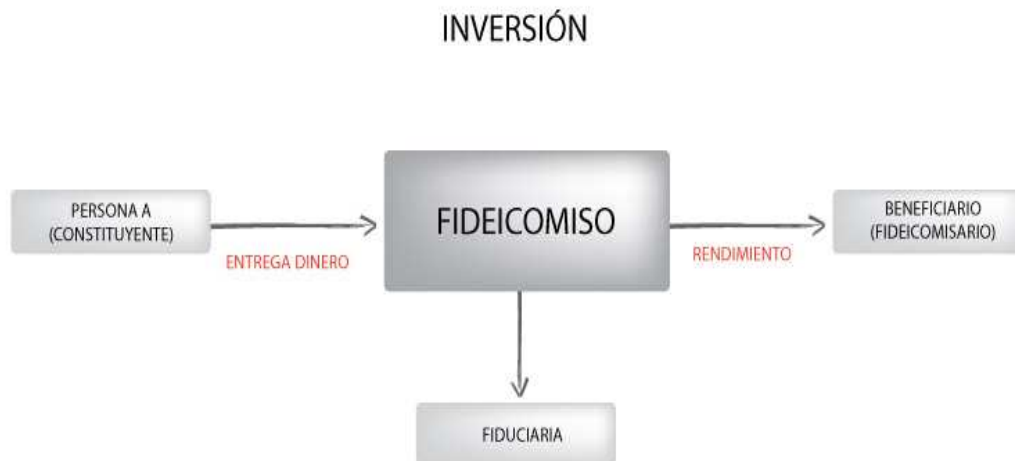 INVERSIÓN
PERSONA A
(CONSTITUYENTE)
ENTREGA DINERO
FIDEICOMISO
RENDIMIENTO
BENEFICIARIO
(FIDEICOMISARIO)
FIDUCIARIA